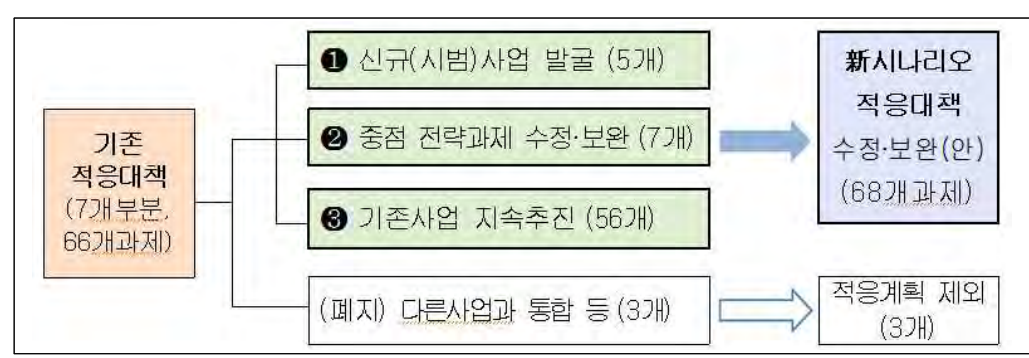 기존
적응대책
(7개부분,
66개과제)
❶ 신규(시범)사업 발굴 (5개)
❷ 중점 전략과제 수정·보완 (7개)
❸ 기존사업 지속추진 (56개)
(폐지) 다른사업과 통합 등 (3개)
新시나리오
적응대책
수정·보완(안)
(68개과제)
적응계획 제외
(3개)